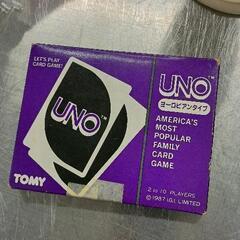 LET'S PLAY
CARD GAME!
UNO
TOMY
UNO™
ヨーロピアンタイプ
AMERICA'S
MOST
POPULAR
FAMILY
CARD
GAME
2 to 10 PLAYERS
© 1987 I.G.I. LIMITED